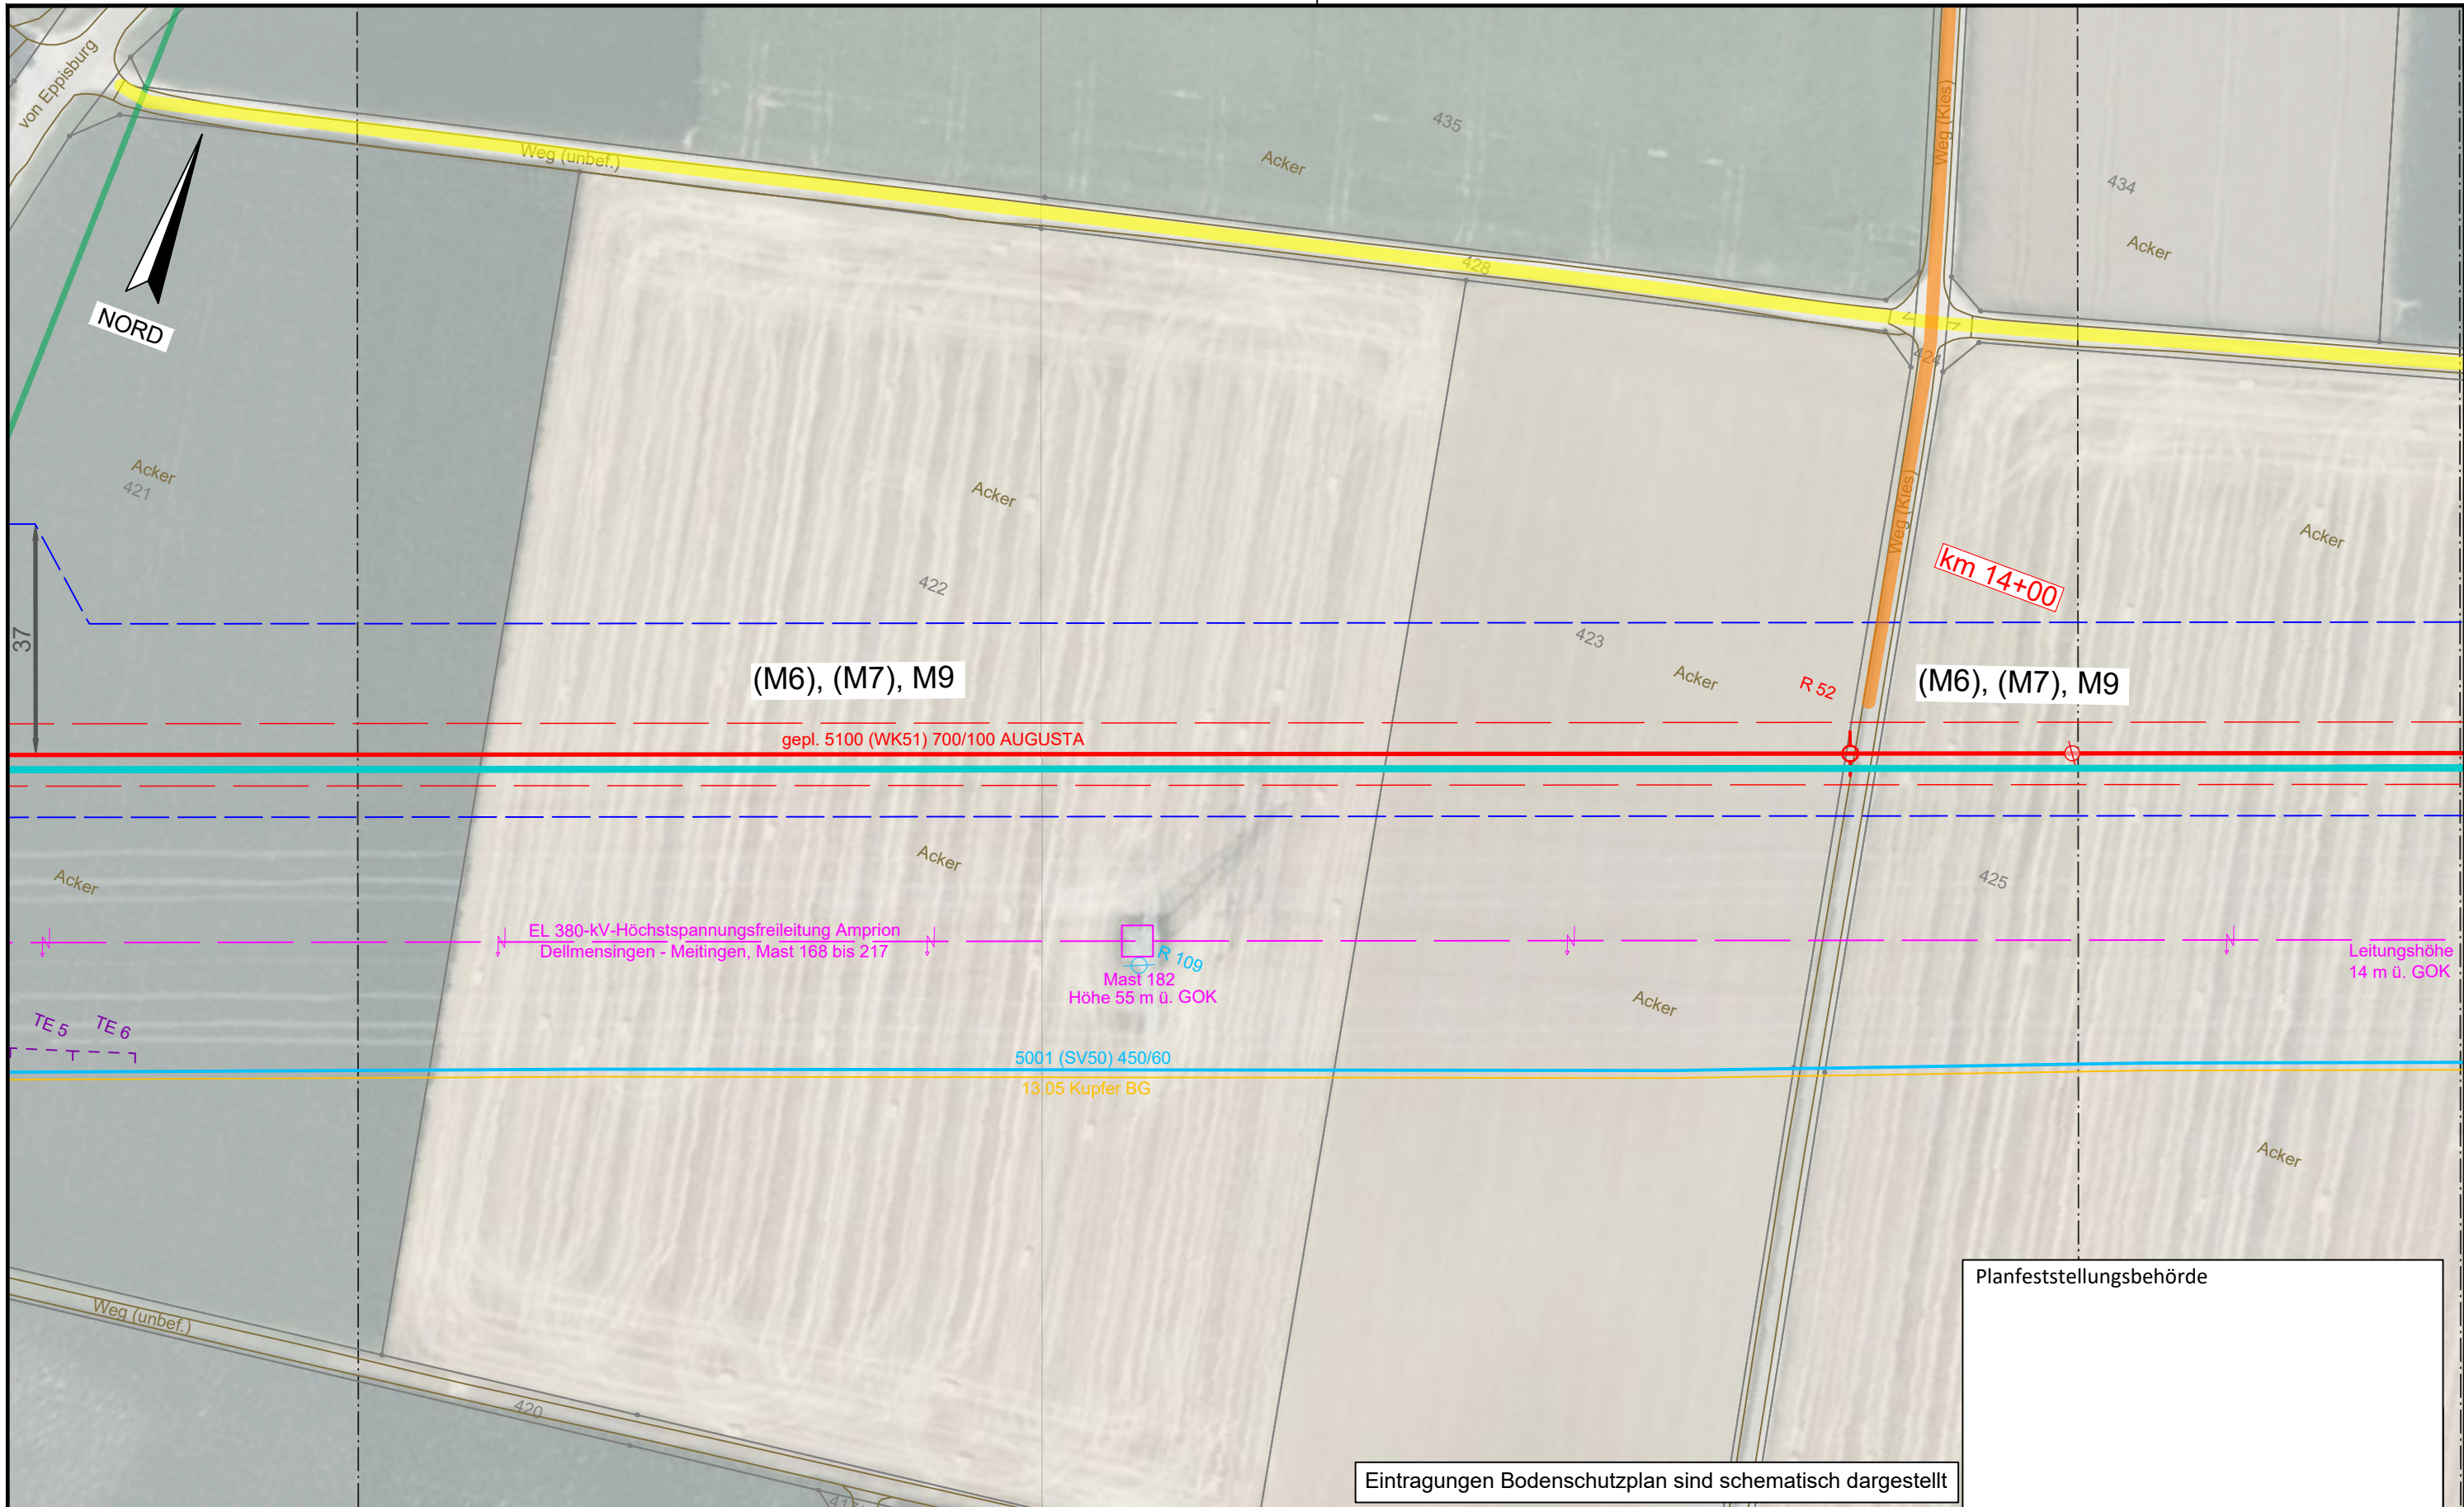 von Eppisburg
Weg (unbef.)
435
Acker
Weg (Kies)
434
Acker
428
NORD
424
Acker
421
Acker
Weg (Kies)
Acker
km 14+00
422
423
37
(M6), (M7), M9
Acker
R 52
(M6), (M7), M9
gepl. 5100 (WK51) 700/100 AUGUSTA
Acker
Acker
425
EL 380-kV-Höchstspannungsfreileitung Amprion
Dellmensingen - Meitingen, Mast 168 bis 217
R 109
Mast 182
Höhe 55 m ü. GOK
Leitungshöhe
14 m ü. GOK
Acker
TE 5
TE 6
5001 (SV50) 450/60
13.05 Kupfer BG
Acker
Planfeststellungsbehörde
Weg (unbef.)
420
Eintragungen Bodenschutzplan sind schematisch dargestellt